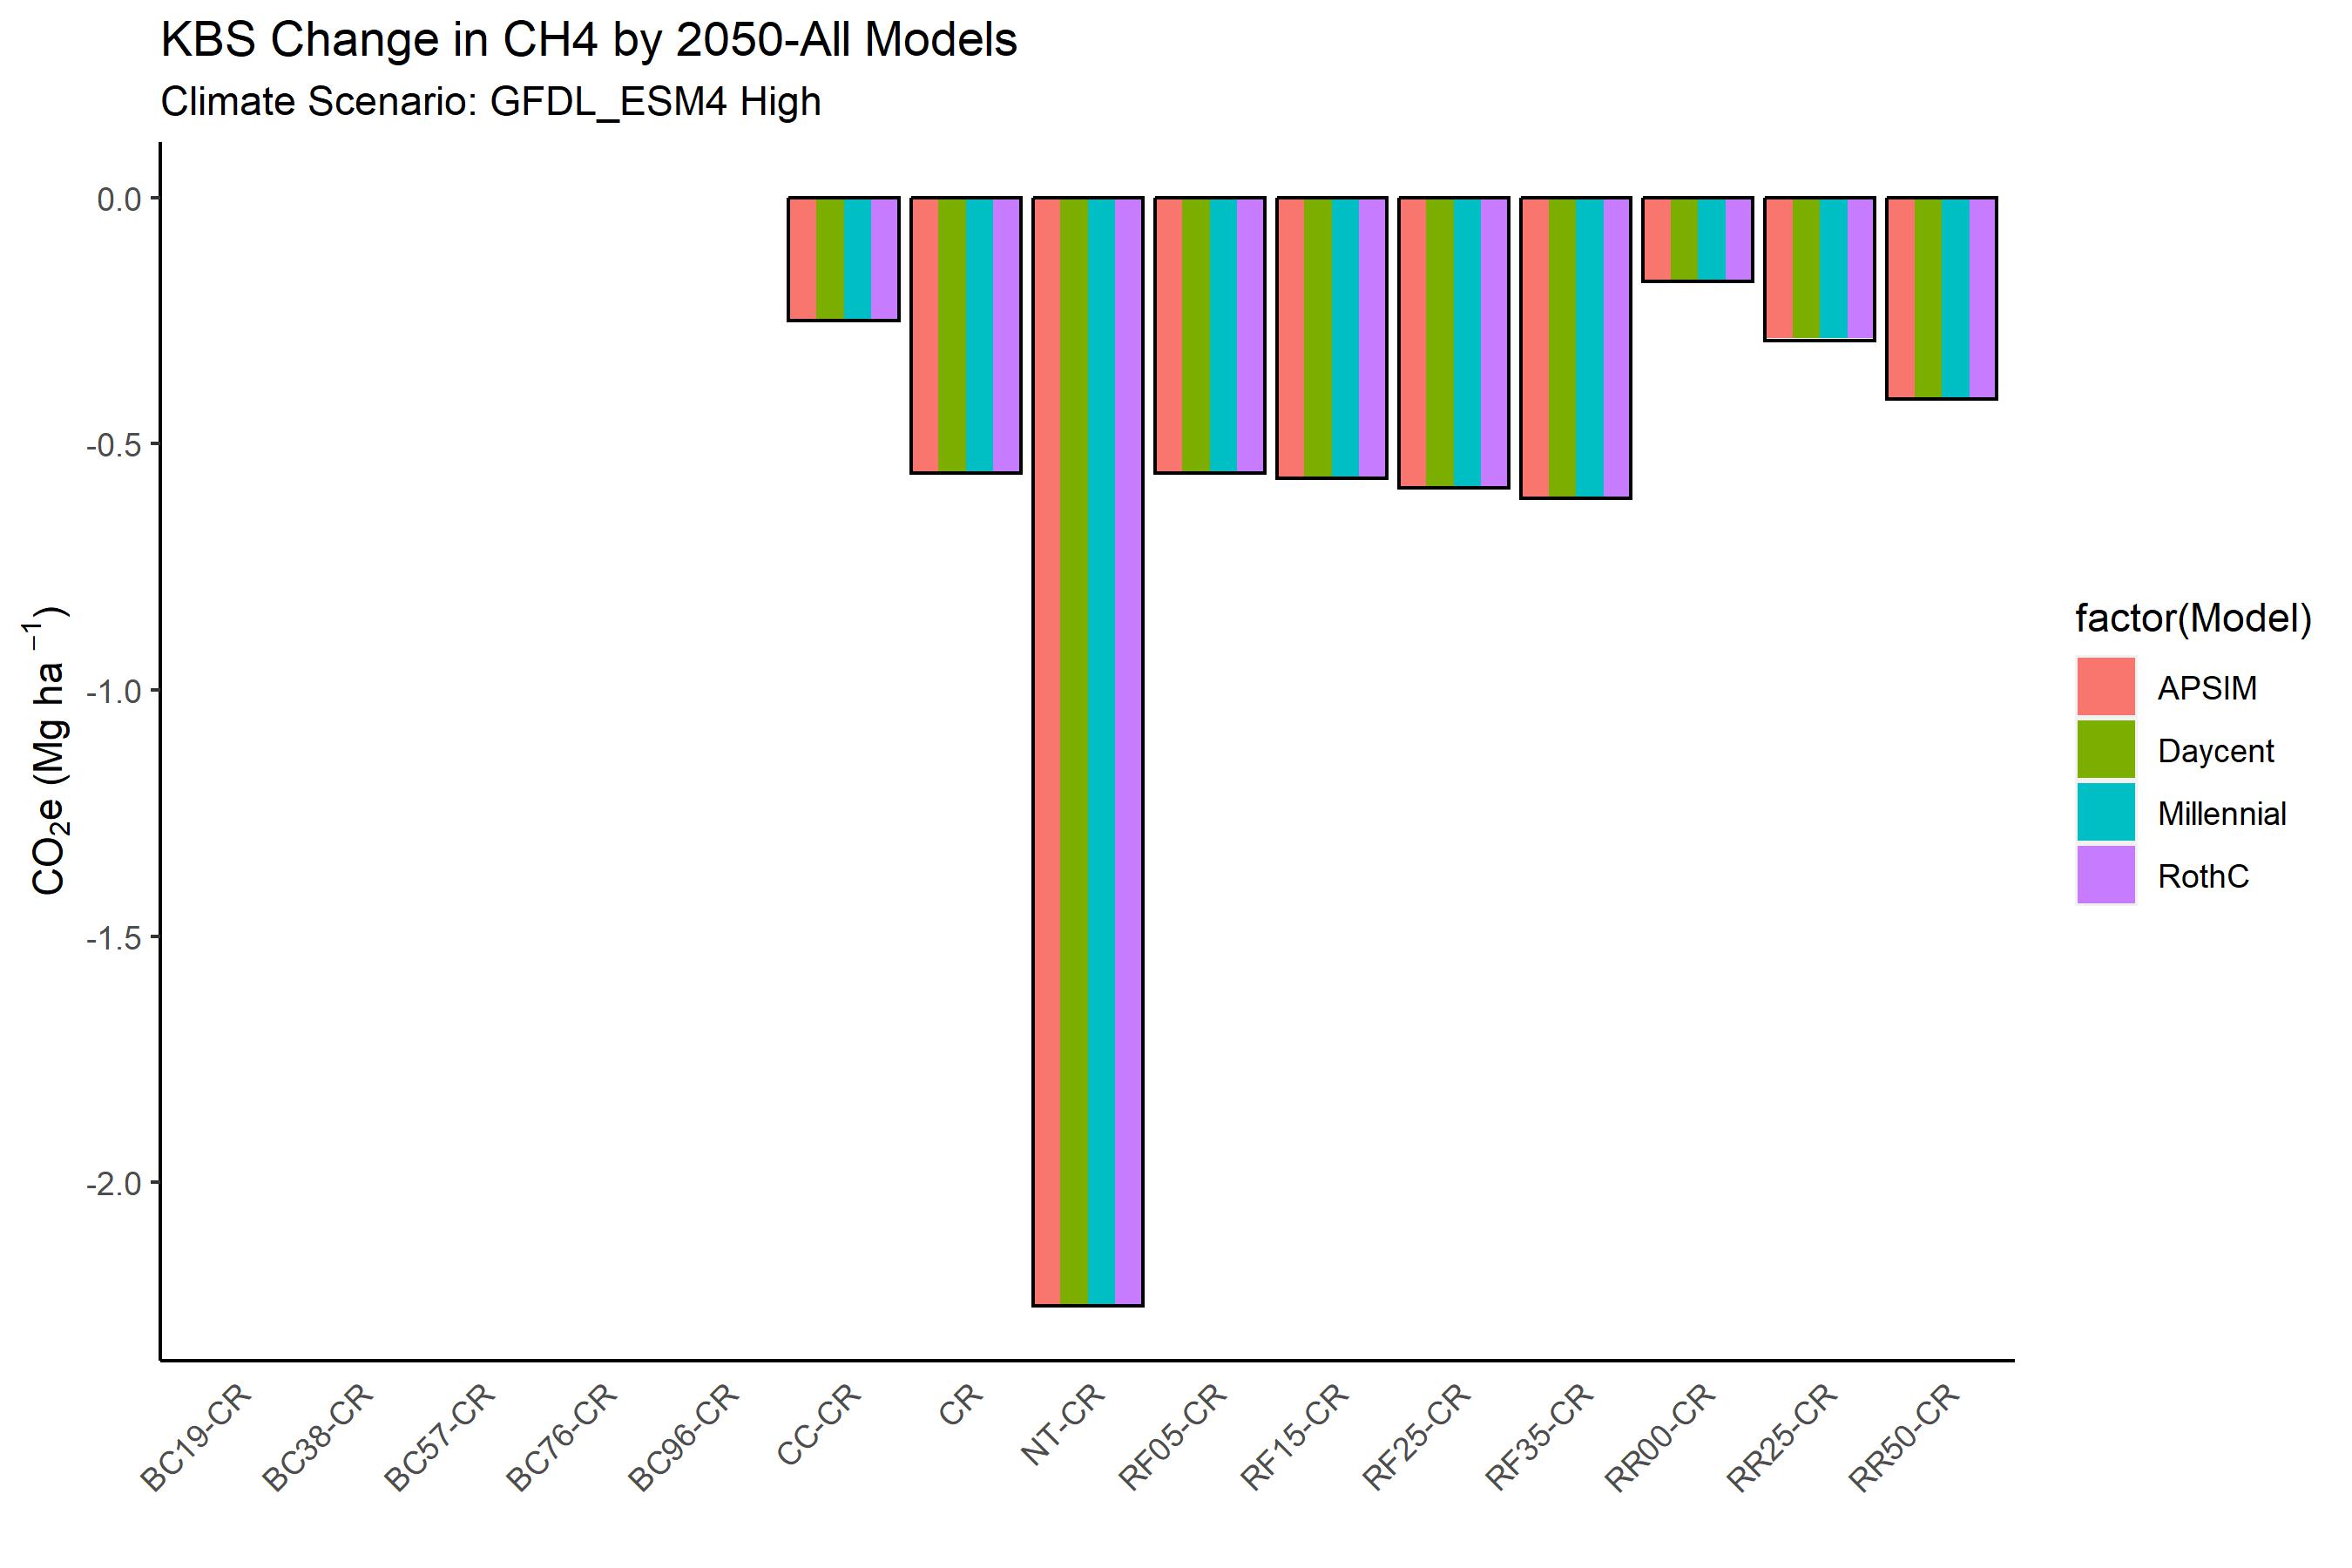 KBS Change in CH4 by 2050-All Models
Climate Scenario: GFDL_ESM4 High
CO₂e (Mg ha⁻¹)
0.0
-0.5
-1.0
-1.5
-2.0
BC19-CR
BC38-CR
BC57-CR
BC76-CR
BC96-CR
CC-CR
CR
NT-CR
RF05-CR
RF15-CR
RF25-CR
RF35-CR
RR00-CR
RR25-CR
RR50-CR
factor(Model)
APSIM
Daycent
Millennial
RothC